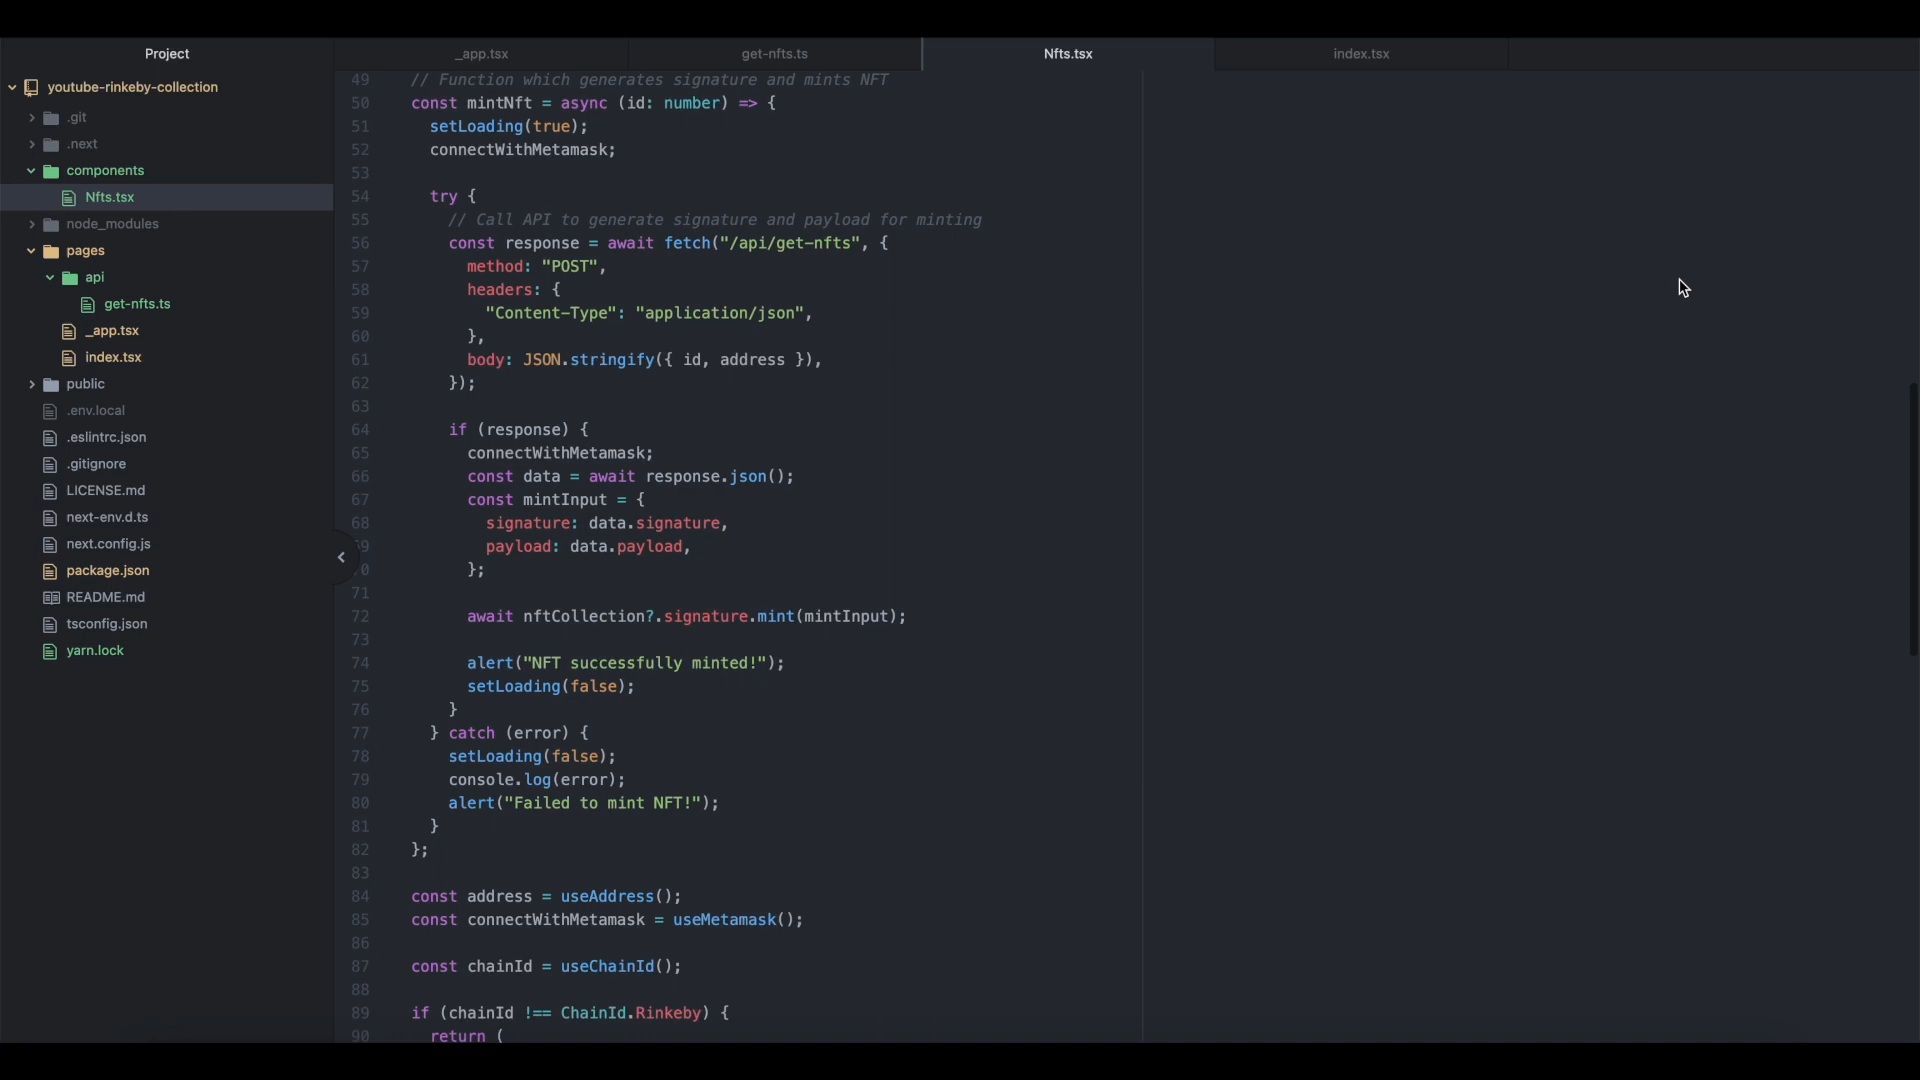 Project
youtube-rinkeby-collection
.git
.next
components
Nfts.tsx
node_modules
pages
api
get-nfts.ts
_app.tsx
index.tsx
public
.env.local
.eslintrc.json
.gitignore
LICENSE.md
next-env.d.ts
next.config.js
package.json
README.md
tsconfig.json
yarn.lock
_app.tsx get-nfts.ts Nfts.tsx index.tsx
49 // Function which generates signature and mints NFT
50 const mintNft = async (id: number) => {
51 setLoading(true);
52 connectWithMetamask;
53
54 try {
55 // Call API to generate signature and payload for minting
56 const response = await fetch("/api/get-nfts", {
57 method: "POST",
58 headers: {
59 "Content-Type": "application/json",
60 },
61 body: JSON.stringify({ id, address }),
62 });
63
64 if (response) {
65 connectWithMetamask;
66 const data = await response.json();
67 const mintInput = {
68 signature: data.signature,
9 payload: data.payload,
0 };
71
72 await nftCollection?.signature.mint(mintInput);
73
74 alert("NFT successfully minted!");
75 setLoading(false);
76 }
77 } catch (error) {
78 setLoading(false);
79 console.log(error);
80 alert("Failed to mint NFT!");
81 }
82 };
83
84 const address = useAddress();
85 const connectWithMetamask = useMetamask();
86
87 const chainId = useChainId();
88
89 if (chainId !== ChainId.Rinkeby) {
90 return (